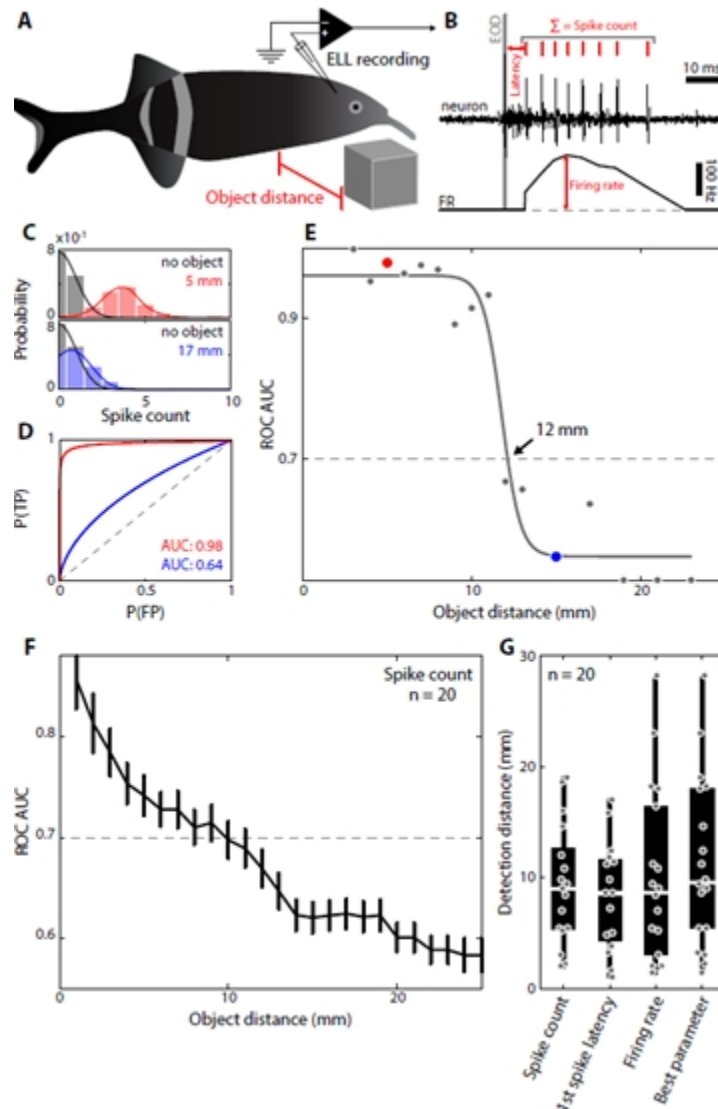 A
ELL recording
Object distance
B
EOD
Σ = Spike count
Latency
10 ms
neuron
100 Hz
Firing rate
FR
C
x10⁻¹
8
no object
5 mm
0
8
no object
17 mm
0
Probability
0
5
10
Spike count
D
1
P(TP)
AUC: 0.98
AUC: 0.64
0
0
0.5
1
P(FP)
E
0.9
ROC AUC
0.7
12 mm
0
10
20
Object distance (mm)
F
Spike count
n = 20
0.8
ROC AUC
0.7
0.6
0
10
20
Object distance (mm)
G
30
n = 20
Detection distance (mm)
20
10
0
Spike count
1st spike latency
Firing rate
Best parameter